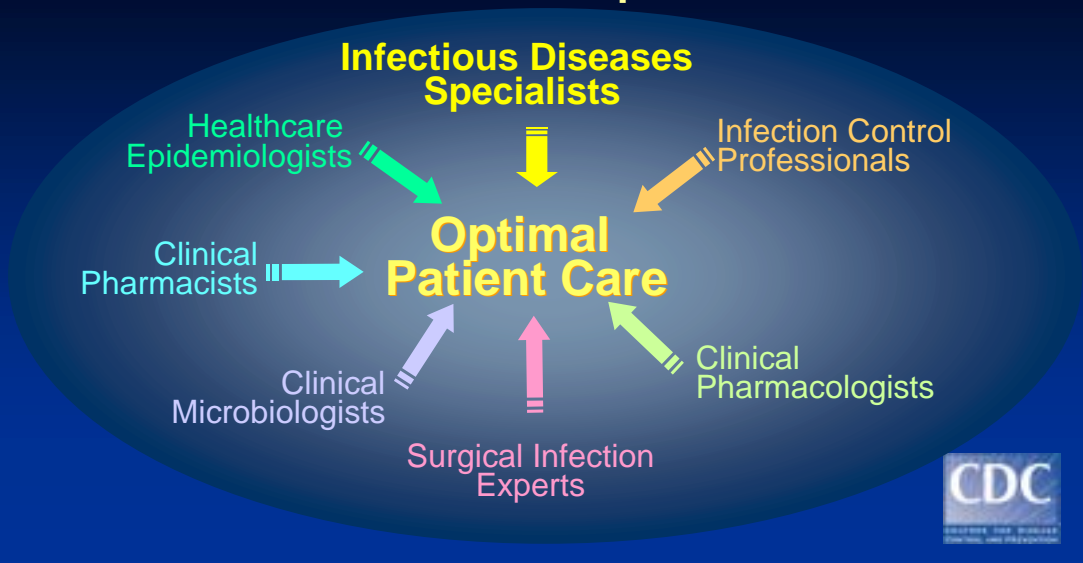 Infectious Diseases
Specialists
Healthcare
Epidemiologists
Infection Control
Professionals
Optimal
Patient Care
Clinical
Pharmacists
Clinical
Pharmacologists
Clinical
Microbiologists
Surgical Infection
Experts
CDC